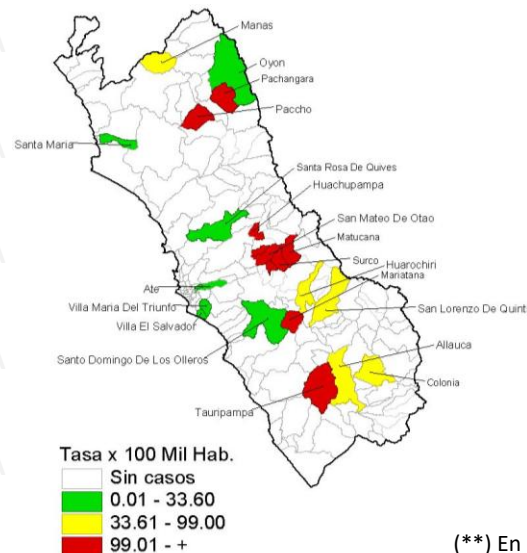 Manas
Oyon
Pachangara
Paccho
Santa Maria
Santa Rosa De Quives
Huachupampa
San Mateo De Otao
Matucana
Surco
Huarochiri
Mariatana
Ate
Villa Maria Del Triunfo
San Lorenzo De Quint
Villa El Salvador
Allauca
Santo Domingo De Los Olleros
Colonia
Tauripampa
Tasa x 100 Mil Hab.
Sin casos
0.01 - 33.60
33.61 - 99.00
99.01 - +
(**) En